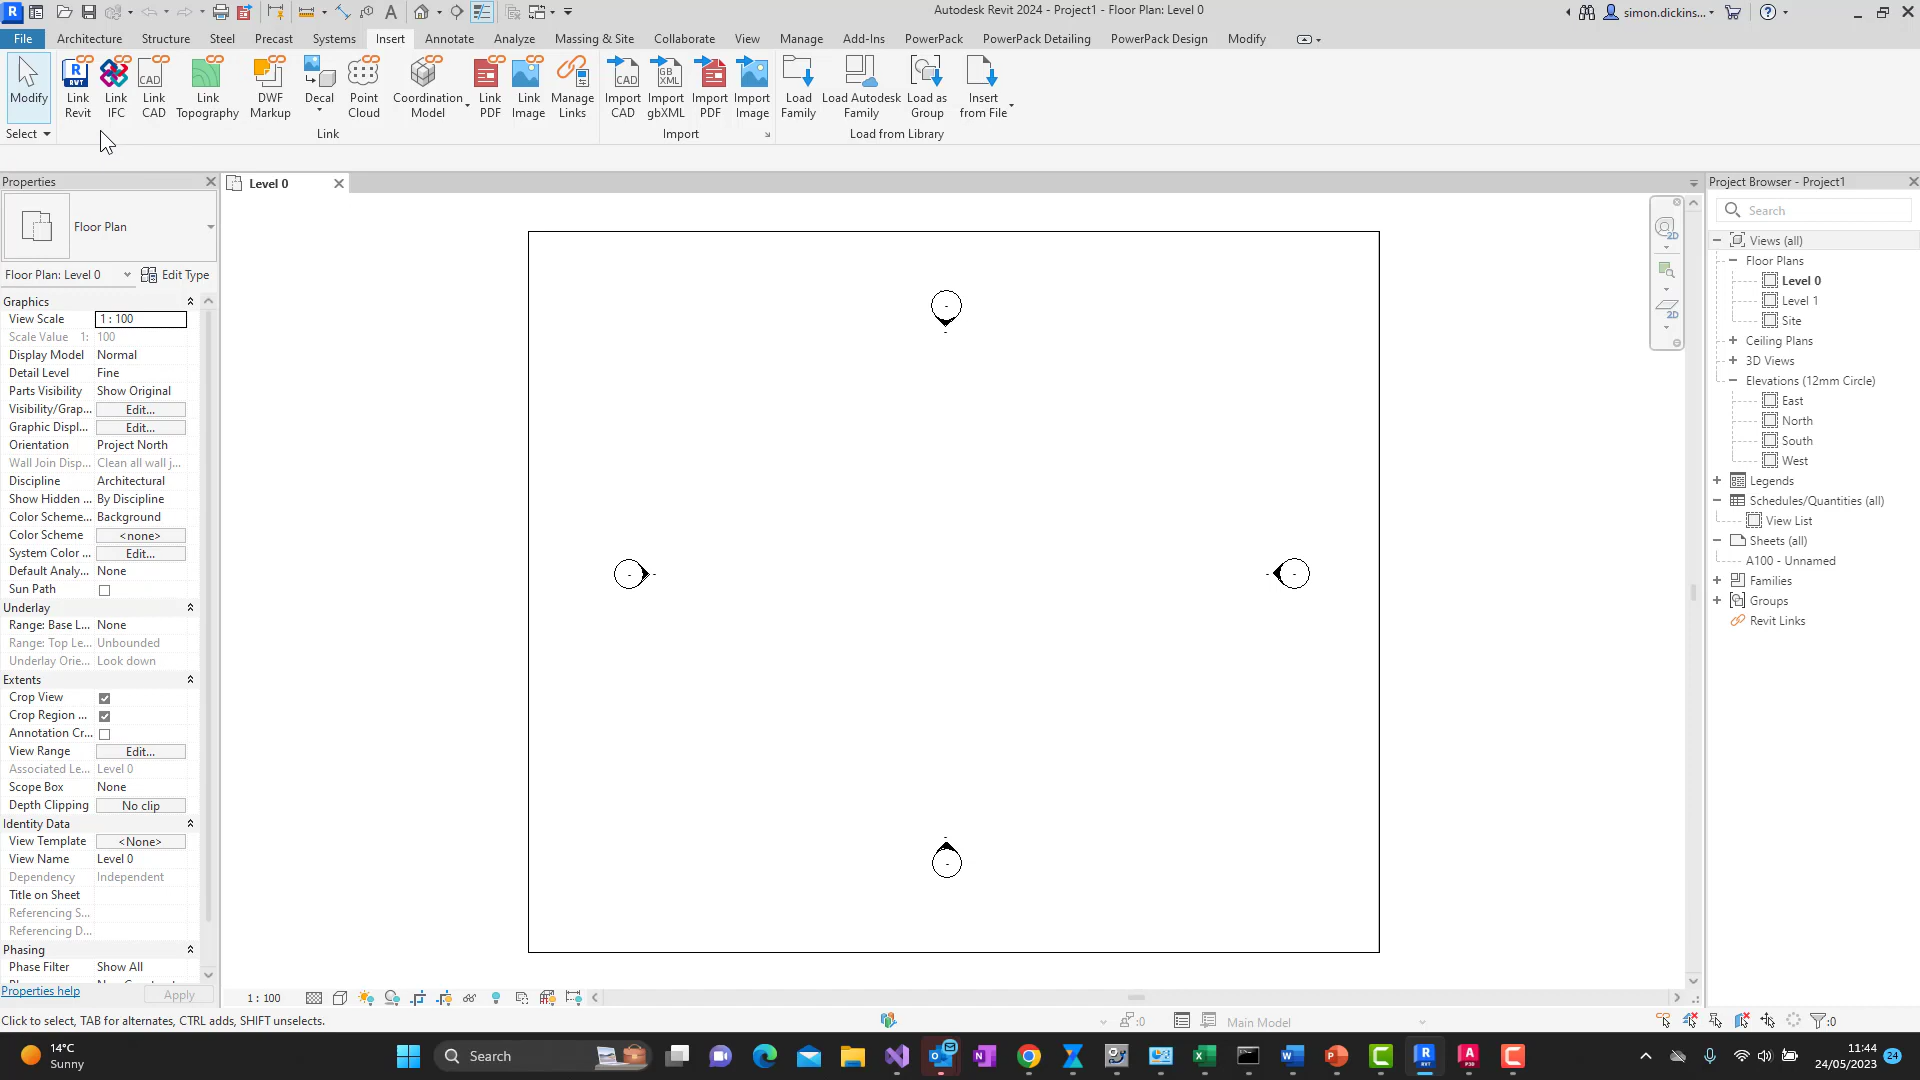 Autodesk Revit 2024 - Project1 - Floor Plan: Level 0
simon.dickins...
File Architecture Structure Steel Precast Systems Insert Annotate Analyze Massing & Site Collaborate View Manage Add-Ins PowerPack PowerPack Detailing PowerPack Design Modify
Modify
Link Revit
Link IFC
Link CAD
Link Topography
DWF Markup
Decal
Point Cloud
Coordination Model
Link PDF
Link Image
Manage Links
Import CAD
Import gbXML
Import PDF
Import Image
Load Family
Load Autodesk Family
Load as Group
Insert from File
Select
Link
Import
Load from Library
Properties
Floor Plan
Floor Plan: Level 0 Edit Type
Graphics
View Scale 1 : 100
Scale Value 1: 100
Display Model Normal
Detail Level Fine
Parts Visibility Show Original
Visibility/Grap... Edit...
Graphic Displ... Edit...
Orientation Project North
Wall Join Disp... Clean all wall j...
Discipline Architectural
Show Hidden ... By Discipline
Color Scheme... Background
Color Scheme <none>
System Color ... Edit...
Default Analy... None
Sun Path
Underlay
Range: Base L... None
Range: Top Le... Unbounded
Underlay Orie... Look down
Extents
Crop View
Crop Region ...
Annotation Cr...
View Range Edit...
Associated Le... Level 0
Scope Box None
Depth Clipping No clip
Identity Data
View Template <None>
View Name Level 0
Dependency Independent
Title on Sheet
Referencing S...
Referencing D...
Phasing
Phase Filter Show All
Properties help Apply
Level 0
2D
2D
Project Browser - Project1
Search
Views (all)
Floor Plans
Level 0
Level 1
Site
Ceiling Plans
3D Views
Elevations (12mm Circle)
East
North
South
West
Legends
Schedules/Quantities (all)
View List
Sheets (all)
A100 - Unnamed
Families
Groups
Revit Links
1 : 100
Click to select, TAB for alternates, CTRL adds, SHIFT unselects.
:0
Main Model
:0
14°C
Sunny
Search
11:44
24/05/2023
24